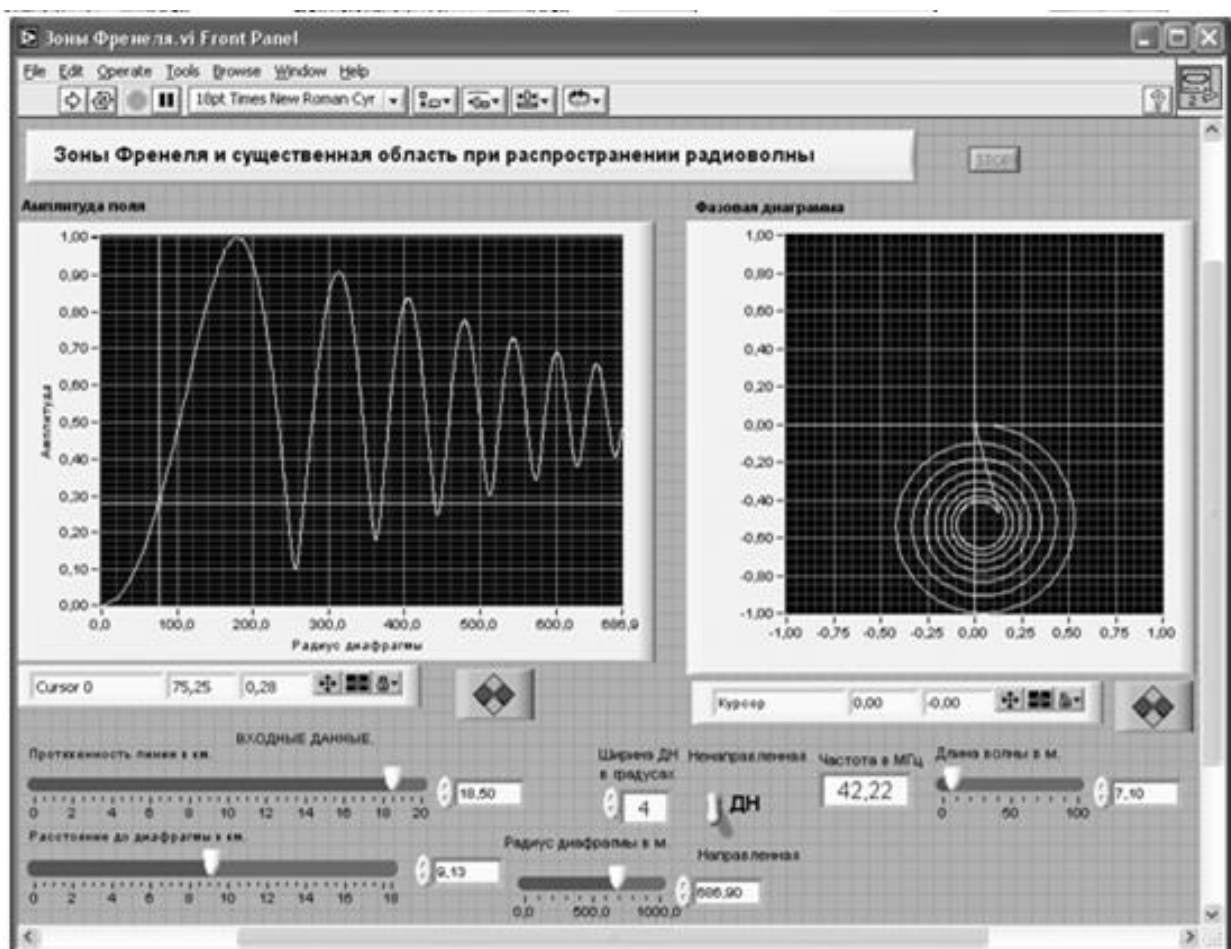 Зоны Френеля.vi Front Panel
File Edit Operate Tools Browse Window Help
18pt Times New Roman Cyr
2
Зоны Френеля и существенная область при распространении радиоволны
STOP
Амплитуда поля
Фазовая диаграмма
1,00
0,90
0,80
0,70
0,60
0,50
0,40
0,30
0,20
0,10
0,00
Амплитуда
0,0 100,0 200,0 300,0 400,0 500,0 600,0 686,9
Радиус диафрагмы
1,00
0,80
0,60
0,40
0,20
0,00
-0,20
-0,40
-0,60
-0,80
-1,00
-1,00 -0,75 -0,50 -0,25 0,00 0,25 0,50 0,75 1,00
Cursor 0 75,25 0,28
Курсор 0,00 -0,00
ВХОДНЫЕ ДАННЫЕ.
Протяженность линии в км.
0 2 4 6 8 10 12 14 16 18 20
18,50
Ширина ДН
в градусах
4
Ненаправленная
ДН
Направленная
Частота в МГц
42,22
Длина волны в м.
0 50 100
7,10
Расстояние до диафрагмы в км.
0 2 4 6 8 10 12 14 16 18
9,13
Радиус диафрагмы в м.
0,0 500,0 1000,0
686,90